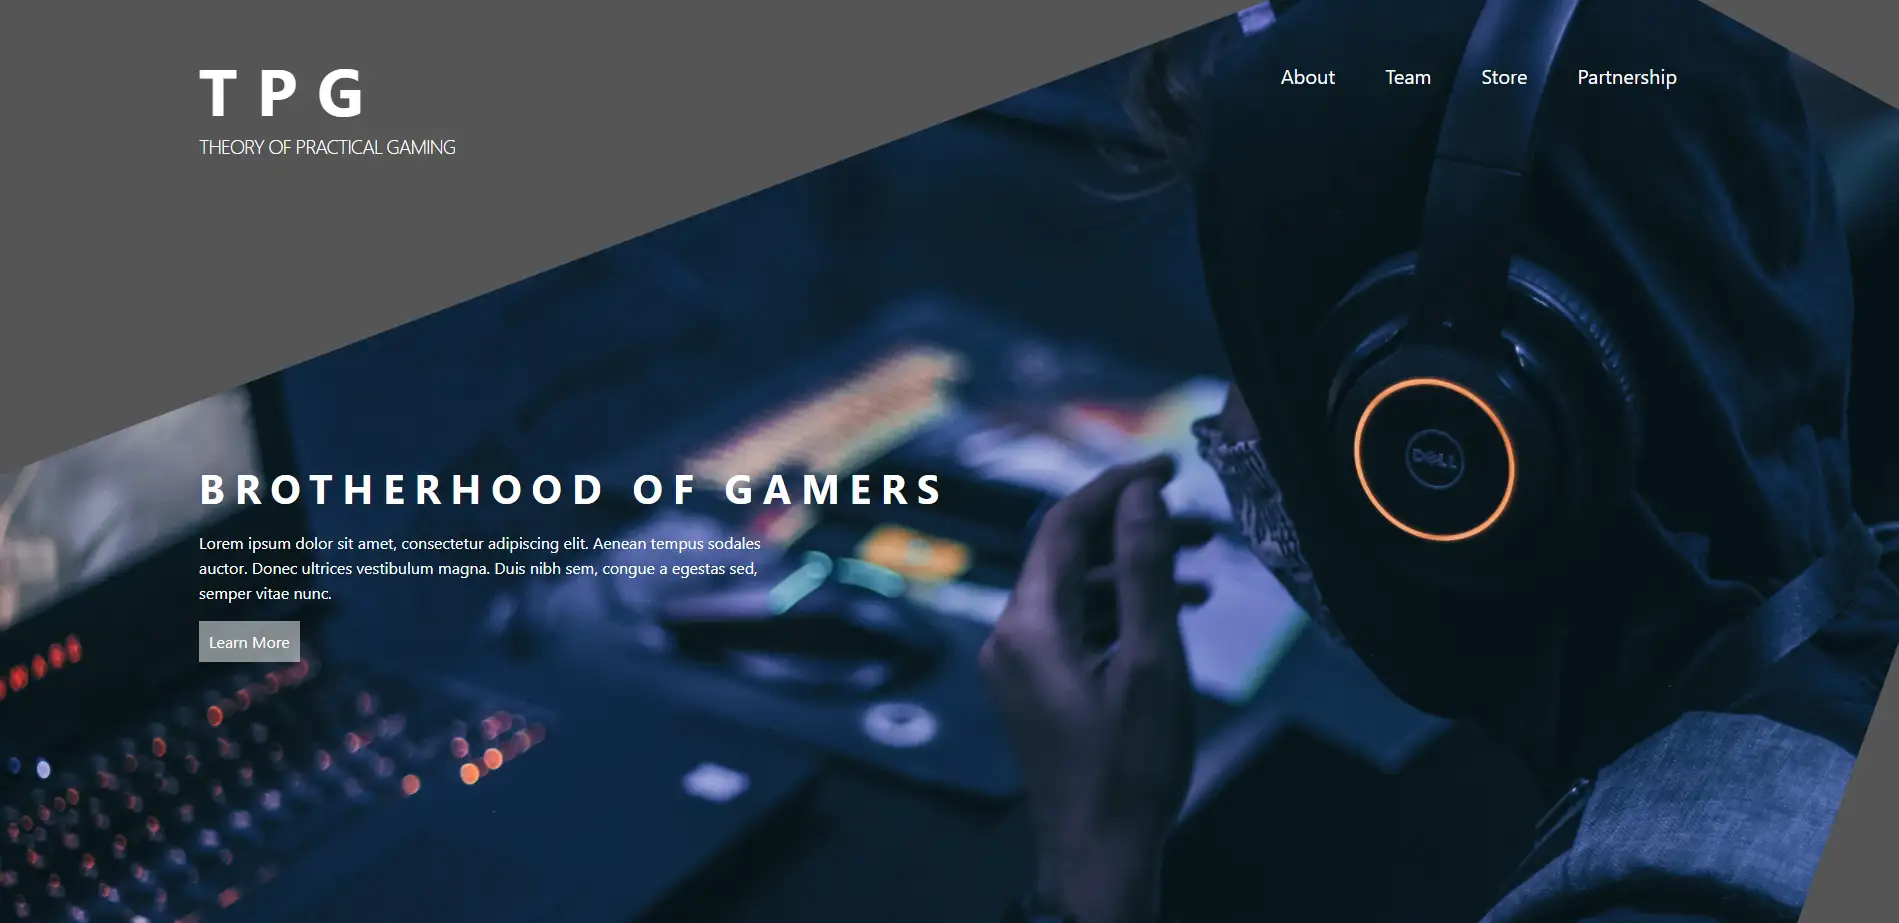 TPG
THEORY OF PRACTICAL GAMING
About Team Store Partnership
DELL
BROTHERHOOD OF GAMERS
Lorem ipsum dolor sit amet, consectetur adipiscing elit. Aenean tempus sodales
auctor. Donec ultrices vestibulum magna. Duis nibh sem, congue a egestas sed,
semper vitae nunc.
Learn More